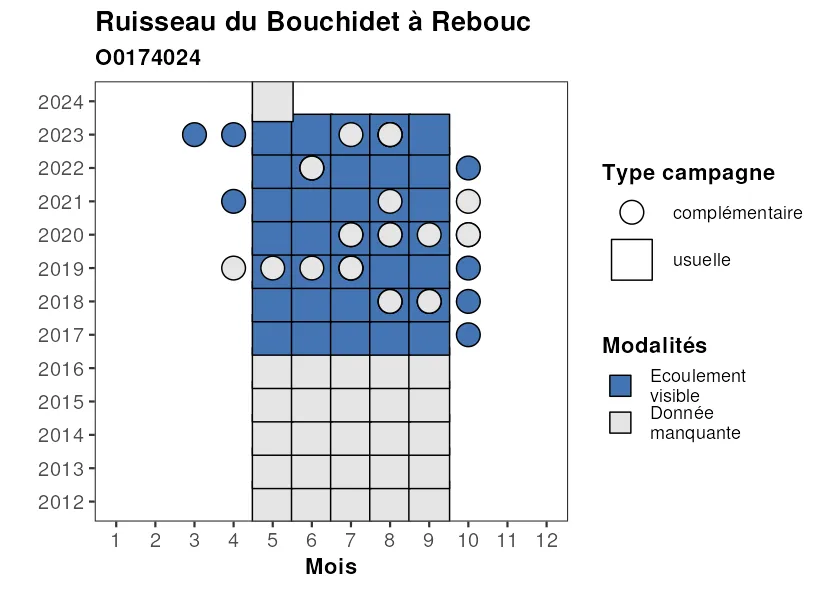 Ruisseau du Bouchidet à Rebouc
O0174024
2024
2023
2022
2021
2020
2019
2018
2017
2016
2015
2014
2013
2012
1 2 3 4 5 6 7 8 9 10 11 12
Mois
Type campagne
complémentaire
usuelle
Modalités
Ecoulement
visible
Donnée
manquante